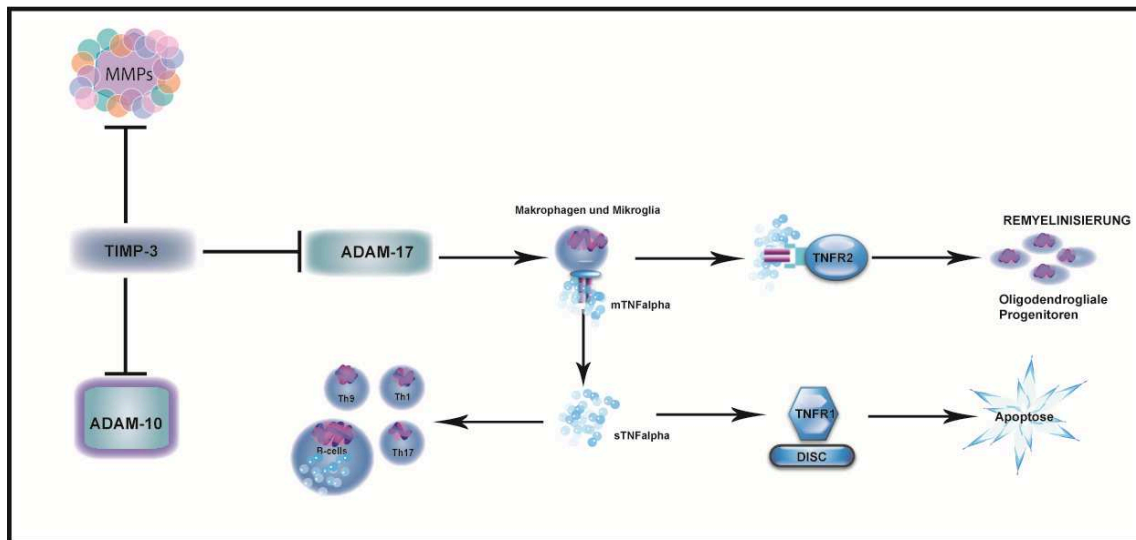 MMPs
TIMP-3
ADAM-17
Makrophagen und Mikroglia
mTNFalpha
TNFR2
REMYELINISIERUNG
Oligodendrogliale
Progenitoren
ADAM-10
Th9
Th1
B-cells
Th17
sTNFalpha
TNFR1
DISC
Apoptose